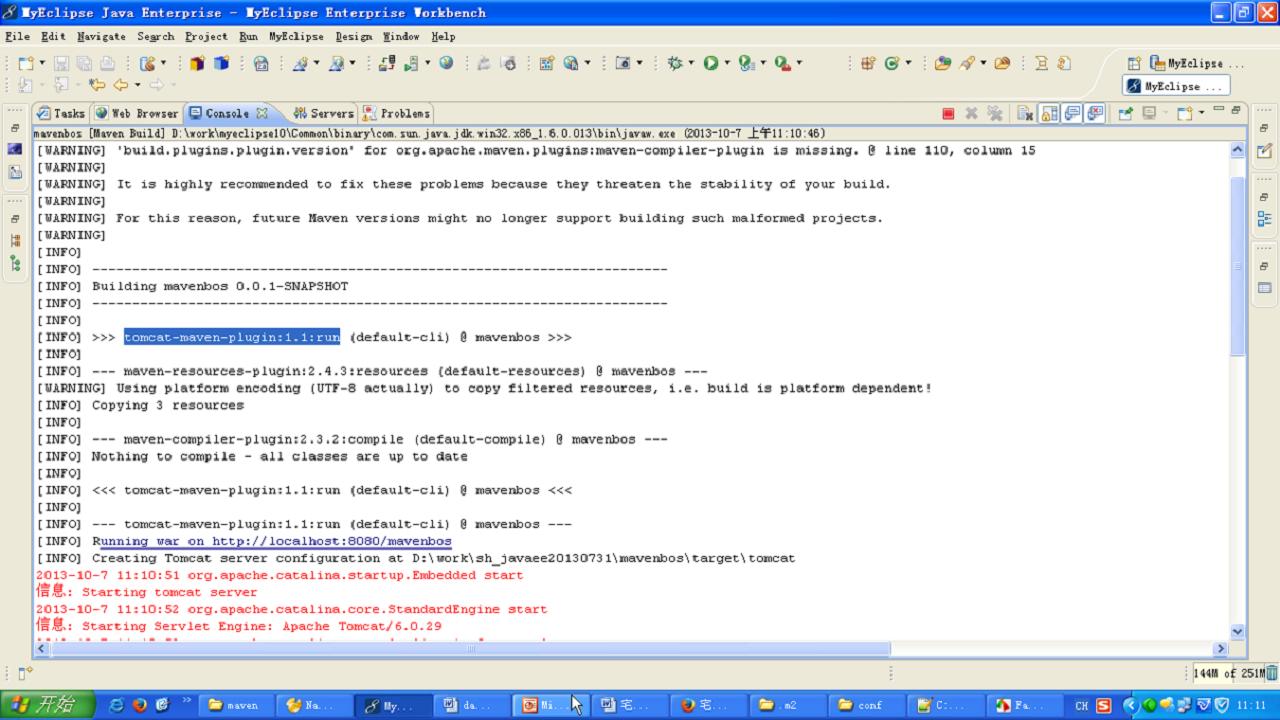 MyEclipse Java Enterprise - MyEclipse Enterprise Workbench
File Edit Navigate Search Project Run MyEclipse Design Window Help
MyEclipse ...
MyEclipse ...
Tasks Web Browser Console Servers Problems
mavenbos [Maven Build] D:\work\myeclipse10\Common\binary\com.sun.java.jdk.win32.x86_1.6.0.013\bin\javaw.exe (2013-10-7 上午11:10:46)
[WARNING] 'build.plugins.plugin.version' for org.apache.maven.plugins:maven-compiler-plugin is missing. @ line 110, column 15
[WARNING]
[WARNING] It is highly recommended to fix these problems because they threaten the stability of your build.
[WARNING]
[WARNING] For this reason, future Maven versions might no longer support building such malformed projects.
[WARNING]
[INFO]
[INFO] ------------------------------------------------------------------------
[INFO] Building mavenbos 0.0.1-SNAPSHOT
[INFO] ------------------------------------------------------------------------
[INFO]
[INFO] >>> tomcat-maven-plugin:1.1:run (default-cli) @ mavenbos >>>
[INFO]
[INFO] --- maven-resources-plugin:2.4.3:resources (default-resources) @ mavenbos ---
[WARNING] Using platform encoding (UTF-8 actually) to copy filtered resources, i.e. build is platform dependent!
[INFO] Copying 3 resources
[INFO]
[INFO] --- maven-compiler-plugin:2.3.2:compile (default-compile) @ mavenbos ---
[INFO] Nothing to compile - all classes are up to date
[INFO]
[INFO] <<< tomcat-maven-plugin:1.1:run (default-cli) @ mavenbos <<<
[INFO]
[INFO] --- tomcat-maven-plugin:1.1:run (default-cli) @ mavenbos ---
[INFO] Running war on http://localhost:8080/mavenbos
[INFO] Creating Tomcat server configuration at D:\work\sh_javaee20130731\mavenbos\target\tomcat
2013-10-7 11:10:51 org.apache.catalina.startup.Embedded start
信息: Starting tomcat server
2013-10-7 11:10:52 org.apache.catalina.core.StandardEngine start
信息: Starting Servlet Engine: Apache Tomcat/6.0.29
144M of 251M
开始 maven Na... My... da... Mi... 宅... 宅... .m2 conf C:... Fa... CH 11:11